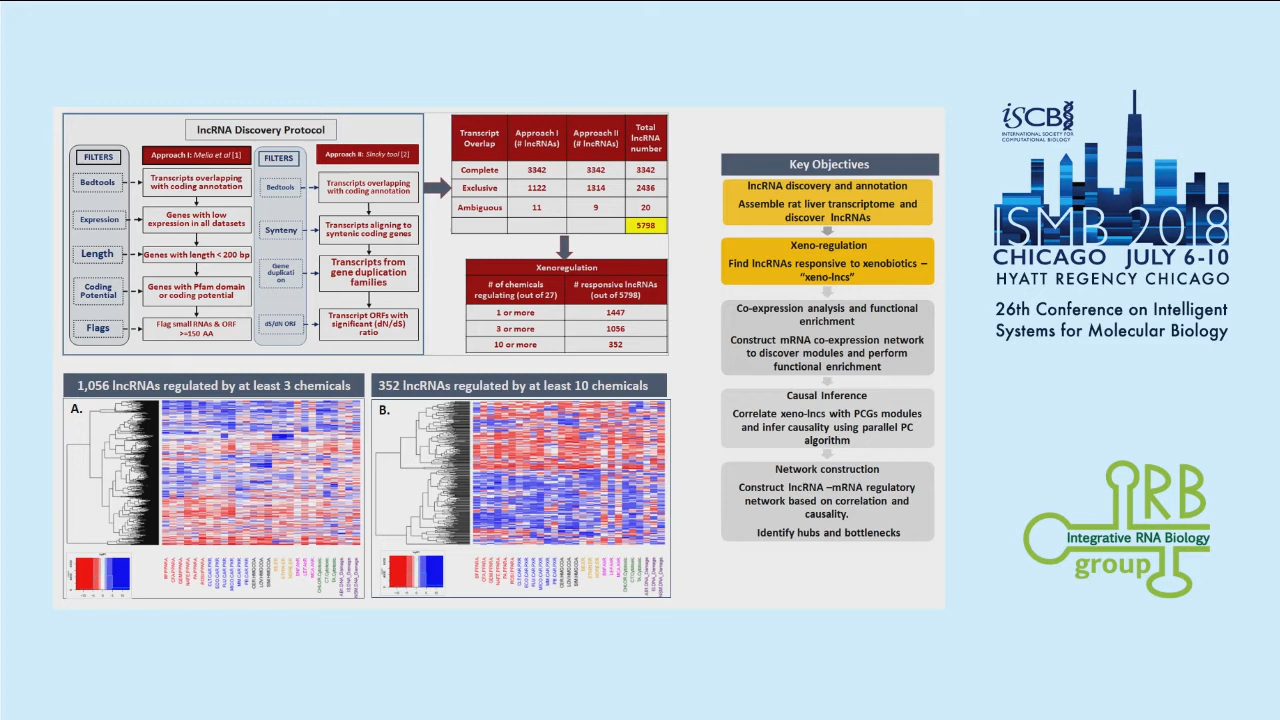 lncRNA Discovery Protocol
FILTERS
Approach I: Melia et al [1]
FILTERS
Approach II: Slncky tool [2]
Bedtools
Transcripts overlapping
with coding annotation
Bedtools
Transcripts overlapping
with coding annotation
Expression
Genes with low
expression in all datasets
Synteny
Transcripts aligning to
syntenic coding genes
Length
Genes with length < 200 bp
Gene
duplicati
on
Transcripts from
gene duplication
families
Coding
Potential
Genes with Pfam domain
or coding potential
Flags
Flag small RNAs & ORF
>=150 AA
dS/dN ORF
Transcript ORFs with
significant (dN/dS)
ratio
Transcript
Overlap
Approach I
(# lncRNAs)
Approach II
(# lncRNAs)
Total
lncRNA
number
Complete 3342 3342 3342
Exclusive 1122 1314 2436
Ambiguous 11 9 20
5798
Xenoregulation
# of chemicals
regulating (out of 27)
# responsive lncRNAs
(out of 5798)
1 or more 1447
3 or more 1056
10 or more 352
1,056 lncRNAs regulated by at least 3 chemicals
A.
352 lncRNAs regulated by at least 10 chemicals
B.
Key Objectives
lncRNA discovery and annotation
Assemble rat liver transcriptome and
discover lncRNAs
Xeno-regulation
Find lncRNAs responsive to xenobiotics –
“xeno-lncs”
Co-expression analysis and functional
enrichment
Construct mRNA co-expression network
to discover modules and perform
functional enrichment
Causal Inference
Correlate xeno-lncs with PCGs modules
and infer causality using parallel PC
algorithm
Network construction
Construct lncRNA –mRNA regulatory
network based on correlation and
causality.
Identify hubs and bottlenecks
iSCB
INTERNATIONAL SOCIETY FOR
COMPUTATIONAL BIOLOGY
ISMB 2018
CHICAGO JULY 6-10
HYATT REGENCY CHICAGO
26th Conference on Intelligent
Systems for Molecular Biology
IRB
Integrative RNA Biology
group